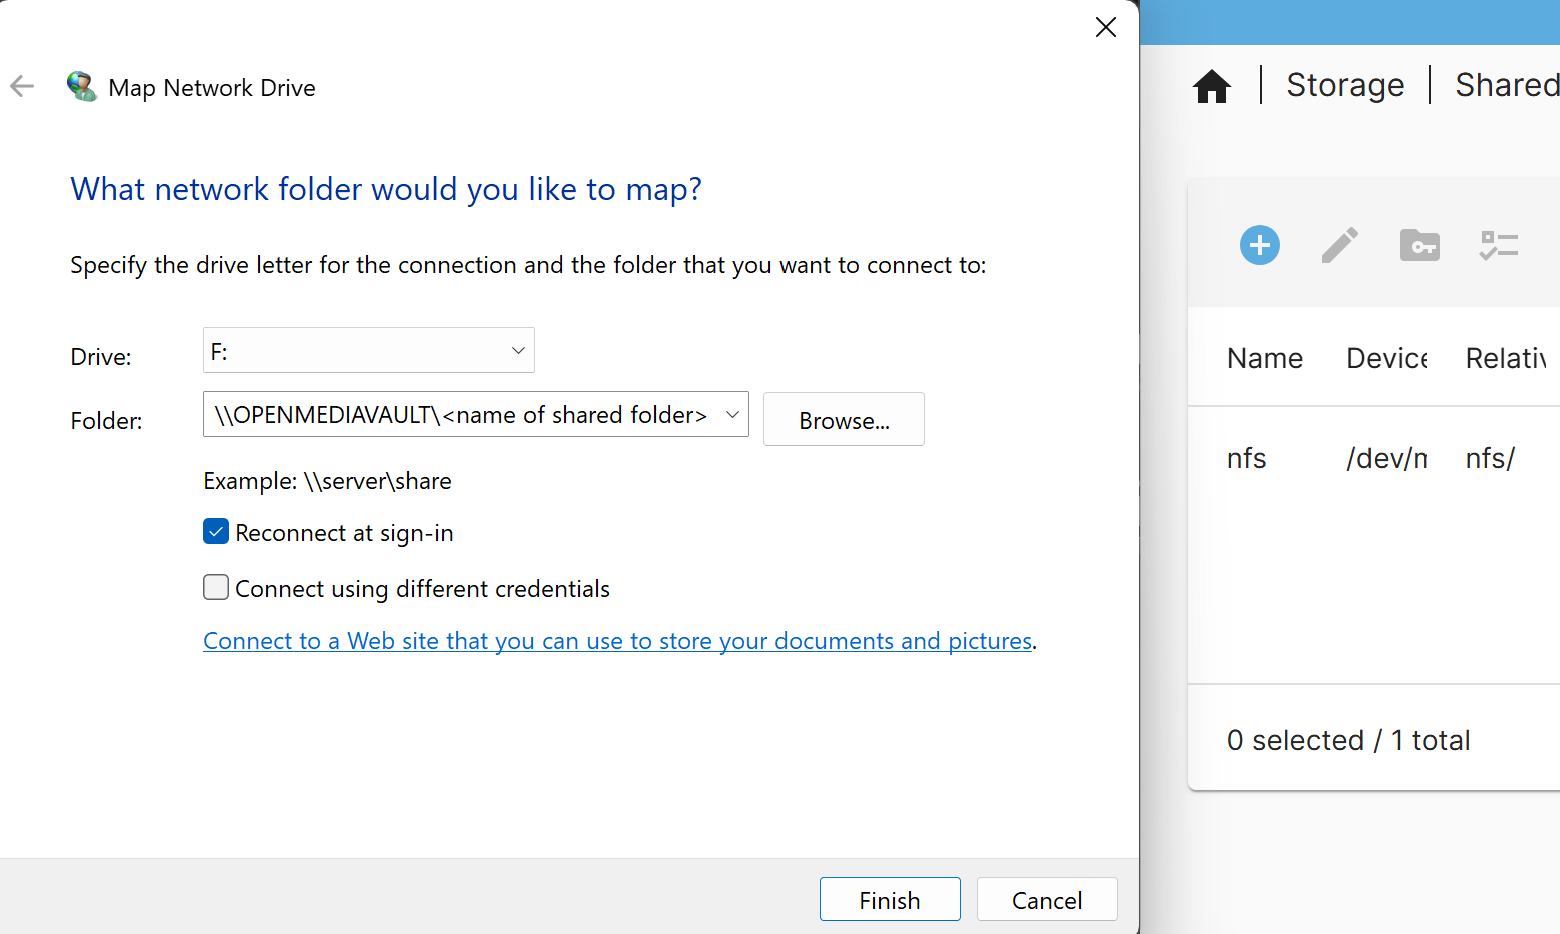 Map Network Drive
What network folder would you like to map?
Specify the drive letter for the connection and the folder that you want to connect to:
Drive:
F:
Folder:
\\OPENMEDIAVAULT\<name of shared folder>
Browse...
Example: \\server\share
Reconnect at sign-in
Connect using different credentials
Connect to a Web site that you can use to store your documents and pictures.
Finish
Cancel
Storage
Shared
Name
Device
Relativ
nfs
/dev/m
nfs/
0 selected / 1 total